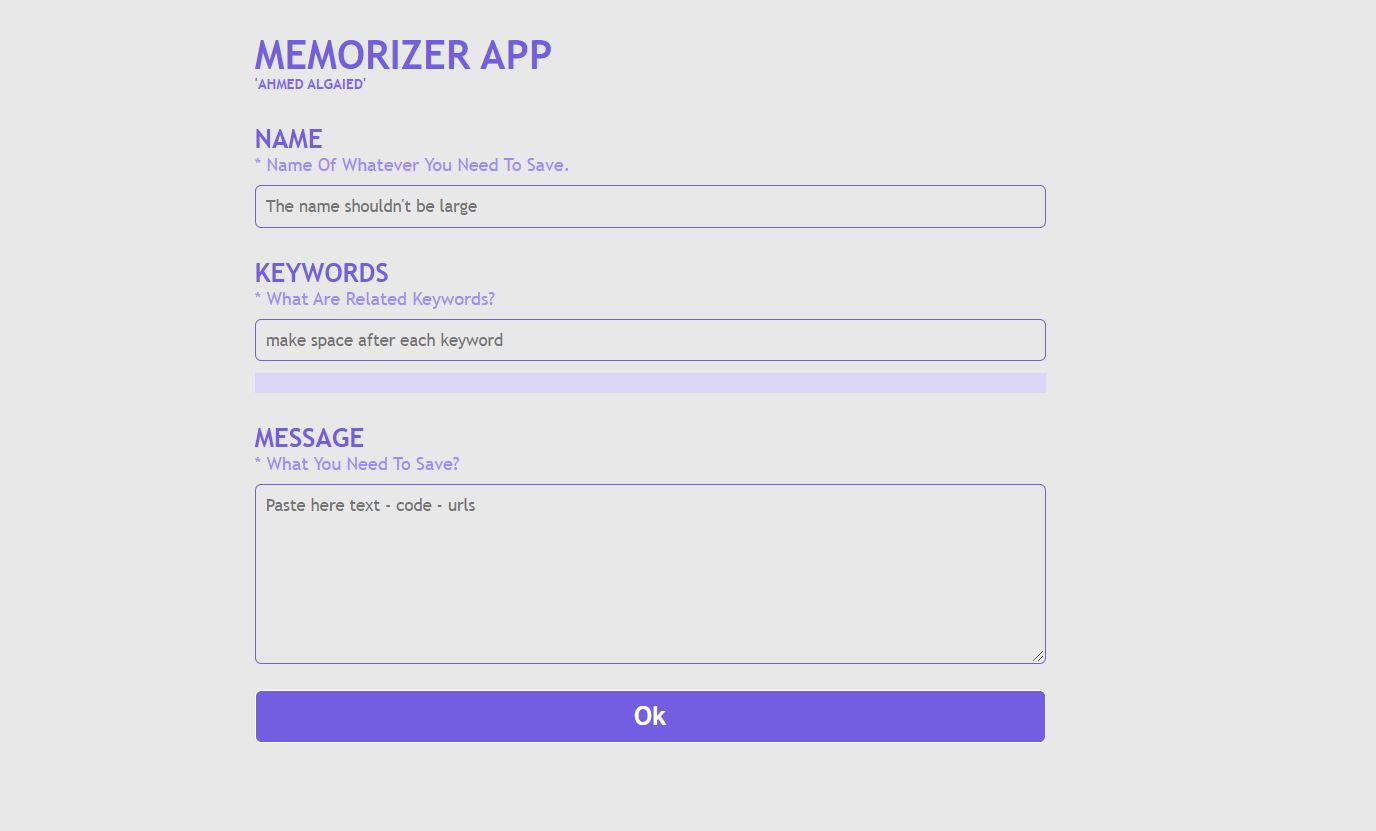 MEMORIZER APP
'AHMED ALGAIED'
NAME
* Name Of Whatever You Need To Save.
The name shouldn't be large
KEYWORDS
* What Are Related Keywords?
make space after each keyword
MESSAGE
* What You Need To Save?
Paste here text - code - urls
Ok